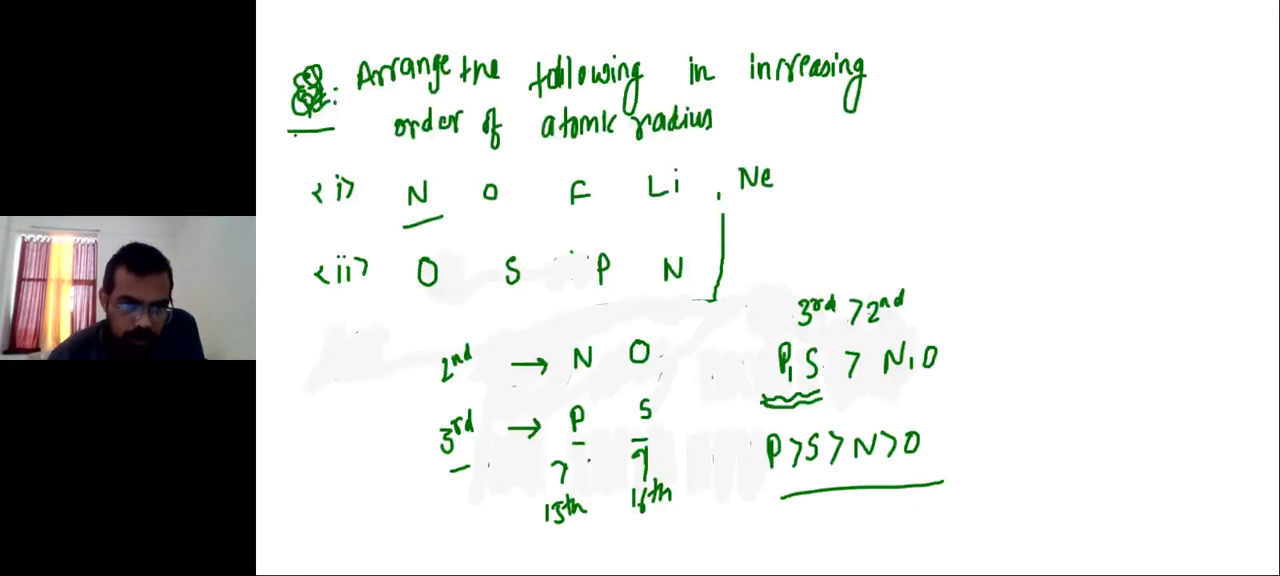 Arrange the following in increasing
order of atomic radius
<i> N O F Li , Ne
<ii> O S P N
3rd > 2nd
2nd → N O
P, S > N, O
3rd → P S
P > S > N > O
15th 16th